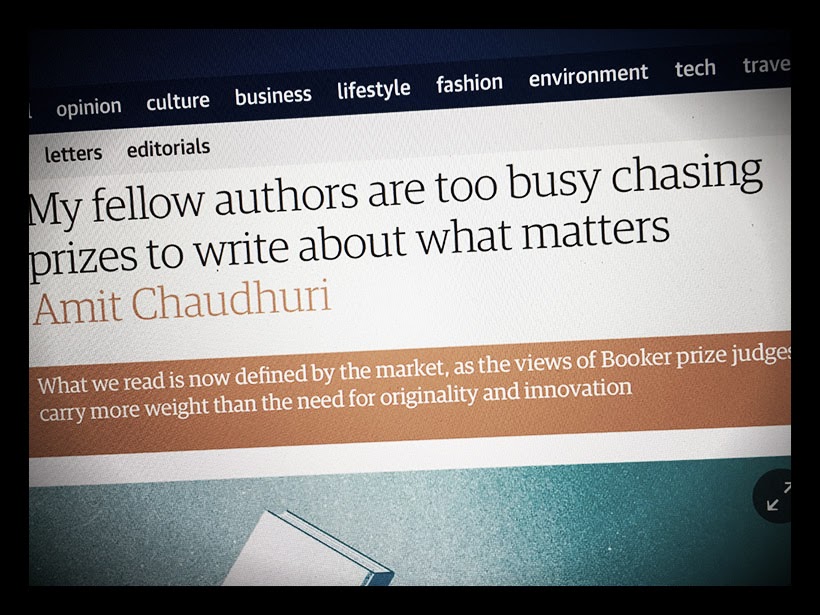 opinion culture business lifestyle fashion environment tech
letters editorials
My fellow authors are too busy chasing
prizes to write about what matters
Amit Chaudhuri
What we read is now defined by the market, as the views of Booker prize judges
carry more weight than the need for originality and innovation